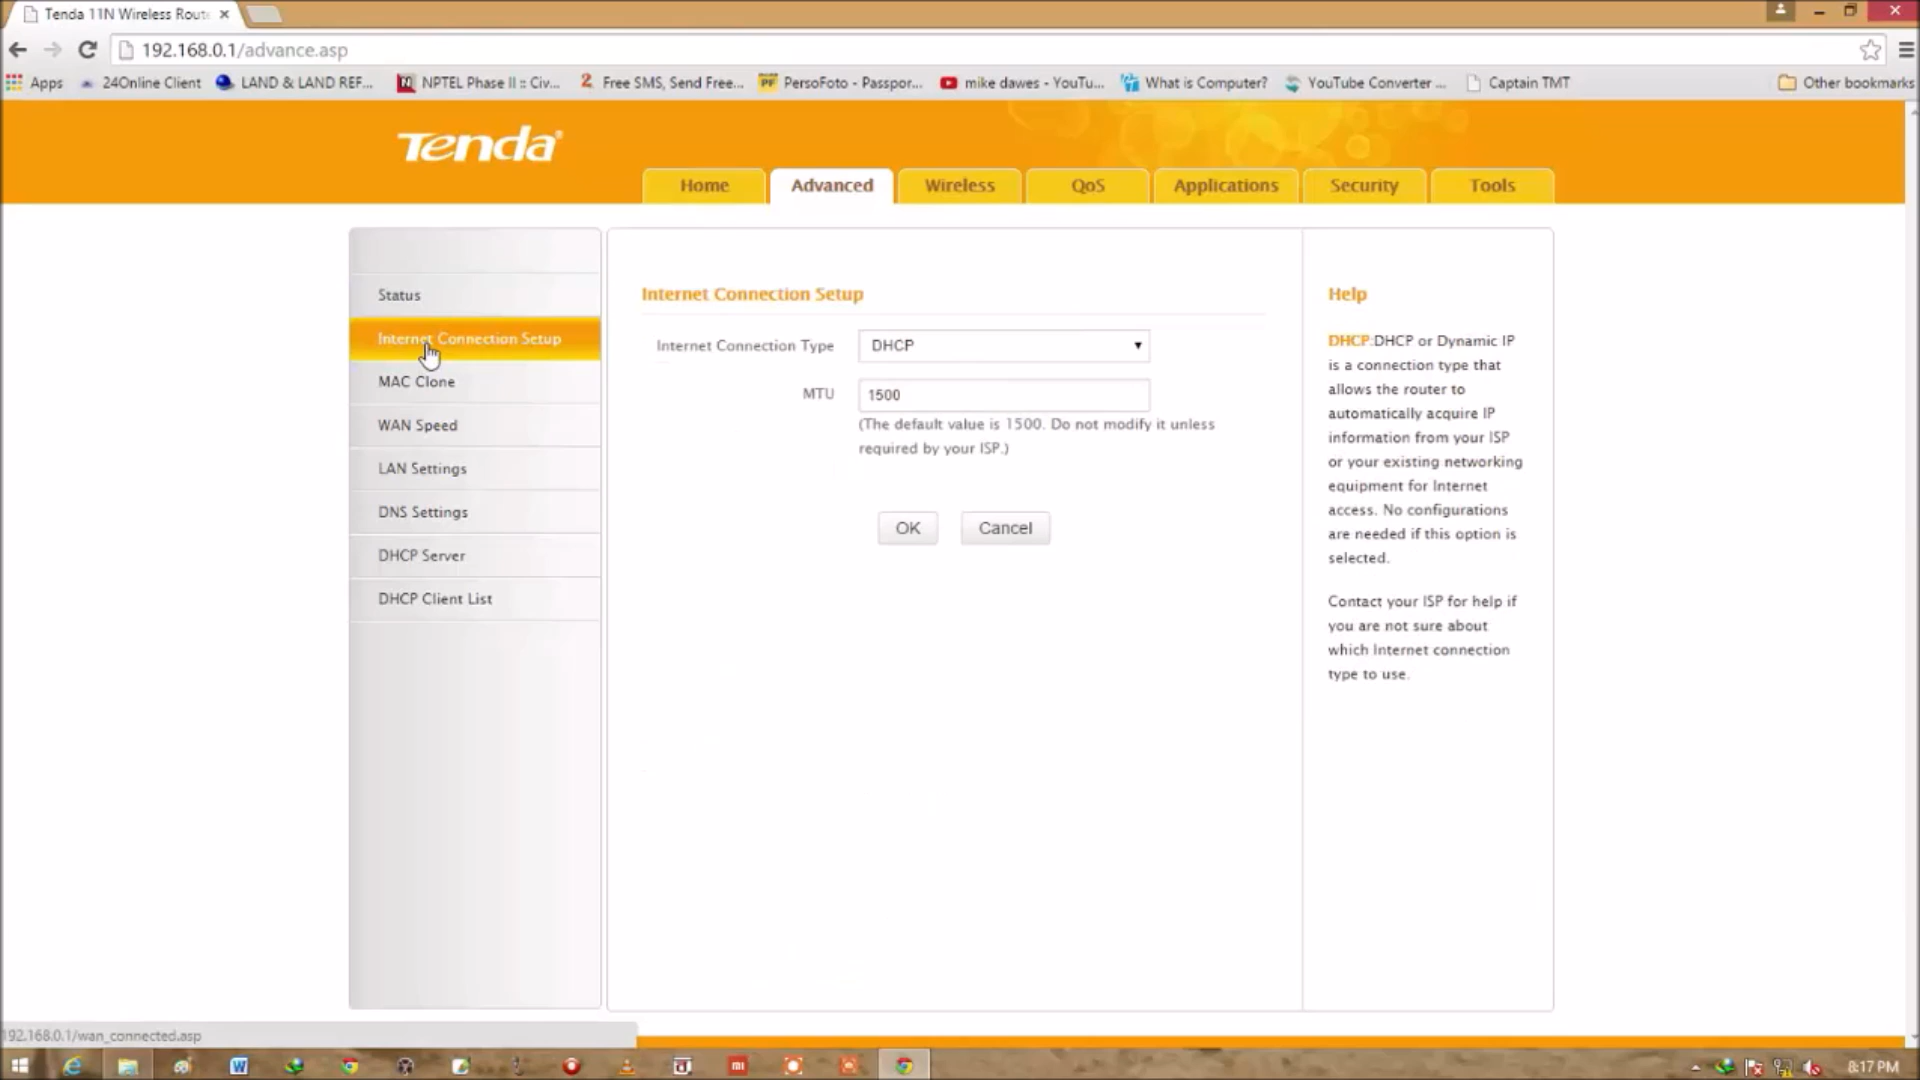 Tenda 11N Wireless Route
192.168.0.1/advance.asp
Apps
24Online Client
LAND & LAND REF...
NPTEL Phase II :: Civ...
Free SMS, Send Free...
PersoFoto - Passpor...
mike dawes - YouTu...
What is Computer?
YouTube Converter ...
Captain TMT
Other bookmarks
Tenda
Home
Advanced
Wireless
QoS
Applications
Security
Tools
Status
Internet Connection Setup
MAC Clone
WAN Speed
LAN Settings
DNS Settings
DHCP Server
DHCP Client List
Internet Connection Setup
Internet Connection Type
DHCP
MTU
1500
(The default value is 1500. Do not modify it unless
required by your ISP.)
OK
Cancel
Help
DHCP:DHCP or Dynamic IP
is a connection type that
allows the router to
automatically acquire IP
information from your ISP
or your existing networking
equipment for Internet
access. No configurations
are needed if this option is
selected.
Contact your ISP for help if
you are not sure about
which Internet connection
type to use.
192.168.0.1/wan_connected.asp
8:17 PM